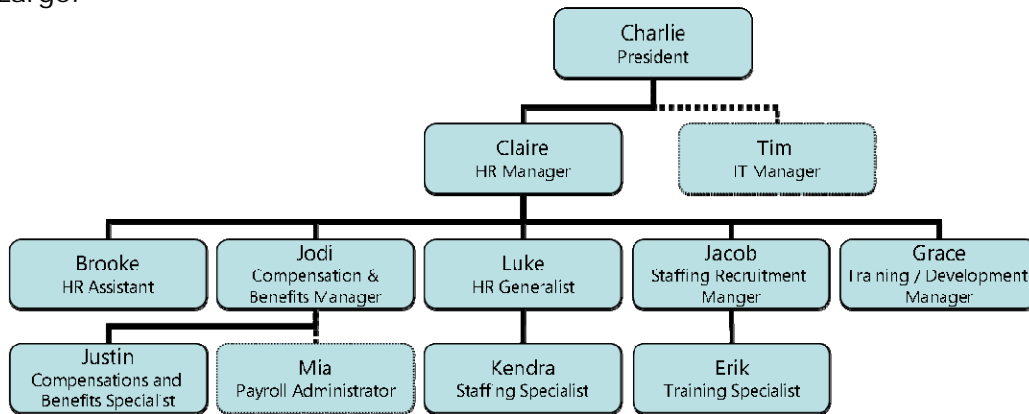 Charlie
President
Claire
HR Manager
Tim
IT Manager
Brooke
HR Assistant
Jodi
Compensation &
Benefits Manager
Luke
HR Generalist
Jacob
Staffing Recruitment
Manger
Grace
Training / Development
Manager
Justin
Compensations and
Benefits Specialist
Mia
Payroll Administrator
Kendra
Staffing Specialist
Erik
Training Specialist